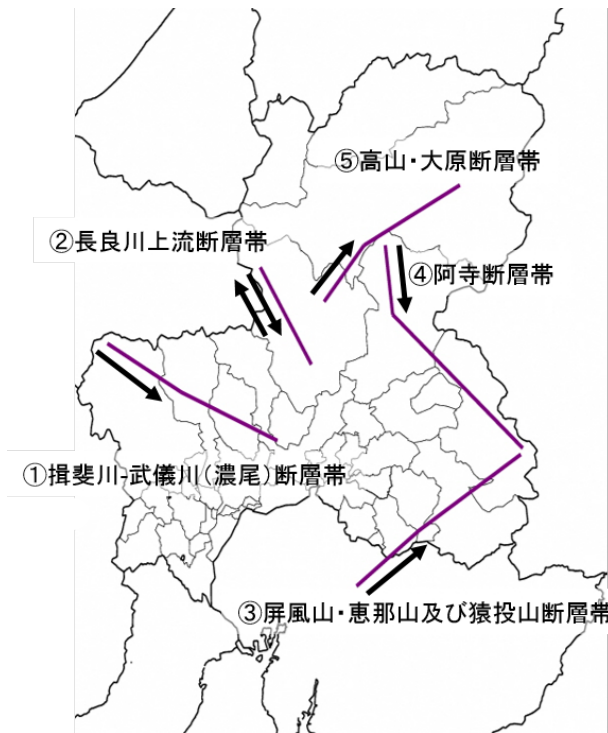 ⑤高山・大原断層帯
②長良川上流断層帯
④阿寺断層帯
①揖斐川-武儀川(濃尾)断層帯
③屏風山・恵那山及び猿投山断層帯